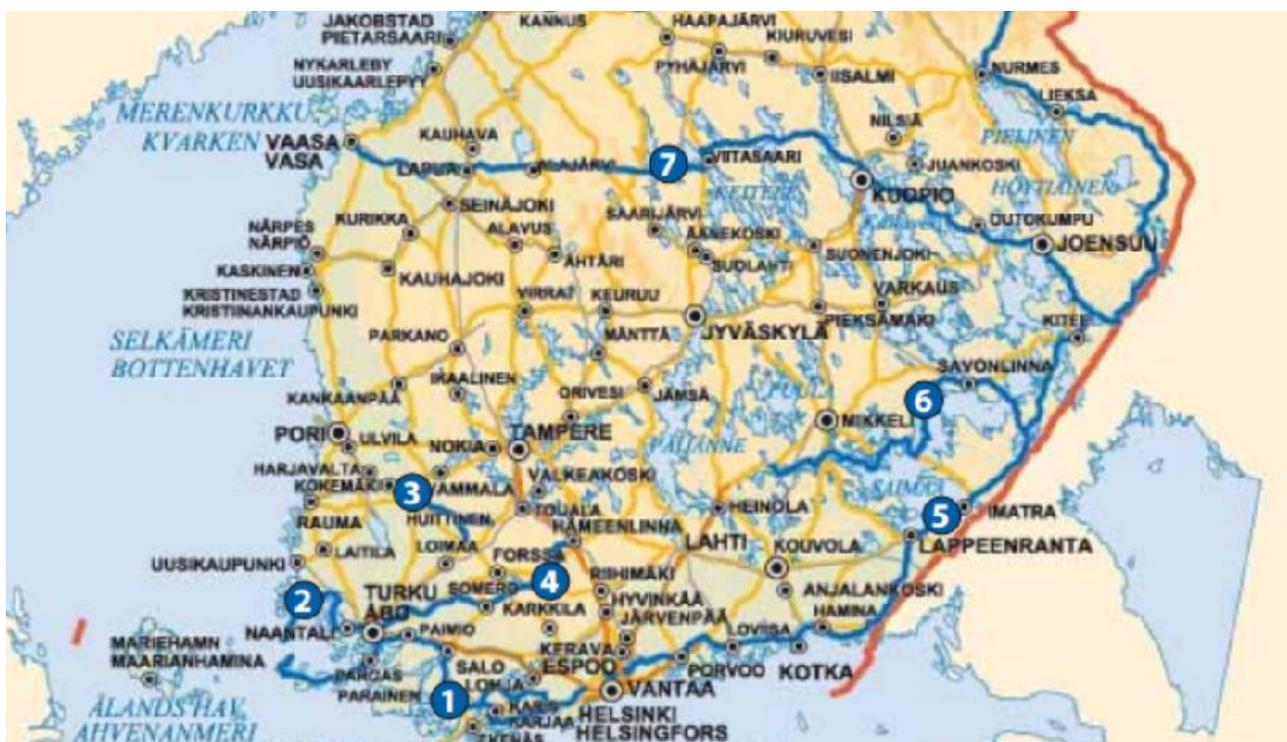 JAKOBSTAD
PIETARSAARI
KANNUS
HAAPAJÄRVI
KIURUVESI
PYHÄJÄRVI
IISALMI
NURMES
LIEKSA
NYKARLEBY
UUSIKAARLEPYY
MERENKURKKU
KVARKEN
VAASA
VASA
KAUHAVA
LAPUA
ALAJÄRVI
7
VIITASAARI
NILSIÄ
JUANKOSKI
PIELINEN
KEITELE
KUOPIO
HÖYTIÄINEN
OUTOKUMPU
JOENSUU
NÄRPES
NÄRPIÖ
KURIKKA
SEINÄJOKI
ALAVUS
ÄHTÄRI
SAARIJÄRVI
ÄÄNEKOSKI
SUOLAHTI
SUONENJOKI
KASKINEN
KAUHAJOKI
KRISTINESTAD
KRISTINANKAUPUNKI
VIRRAT
KEURUU
JYVÄSKYLÄ
VARKAUS
PIEKSÄMÄKI
KITEE
SELKÄMERI
BOTTENHAVET
PARKANO
MÄNTTÄ
SAVONLINNA
IKAALINEN
KANKAANPÄÄ
ORIVESI
JÄMSÄ
6
MIKKELI
PORI
ULVILA
NOKIA
TAMPERE
PÄIJÄNNE
HARJAVALTA
KOKEMÄKI
3
VAMMALA
VALKEAKOSKI
SAIMAA
RAUMA
HUITTINEN
TOIJALA
HEINOLA
5
IMATRA
HÄMEENLINNA
LAHTI
KOUVOLA
LAPPEENRANTA
LAITILA
LOIMAA
FORSSA
UUSIKAUPUNKI
4
RIIHIMÄKI
ANJALANKOSKI
2
TURKU
ÅBO
SOMERO
KARKKILA
HYVINKÄÄ
JÄRVENPÄÄ
HAMINA
NAANTALI
PAIMIO
KERAVA
LOVIISA
MARIEHAMN
MAARIANHAMINA
PARGAS
PARAINEN
SALO
LOHJA
ESPOO
PORVOO
KOTKA
1
VANTAA
KARIS
KARJAA
HELSINKI
HELSINGFORS
EKENÄS
ÅLANDS HAV
AHVENANMERI